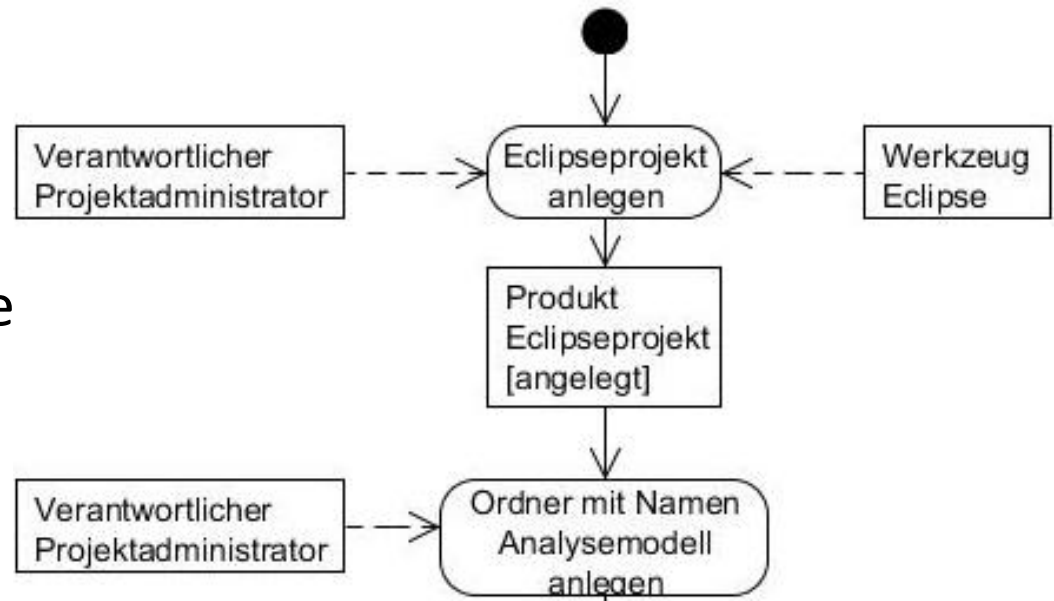 Verantwortlicher
Projektadministrator
Eclipseprojekt
anlegen
Werkzeug
Eclipse
e
Produkt
Eclipseprojekt
[angelegt]
Verantwortlicher
Projektadministrator
Ordner mit Namen
Analysemodell
anlegen